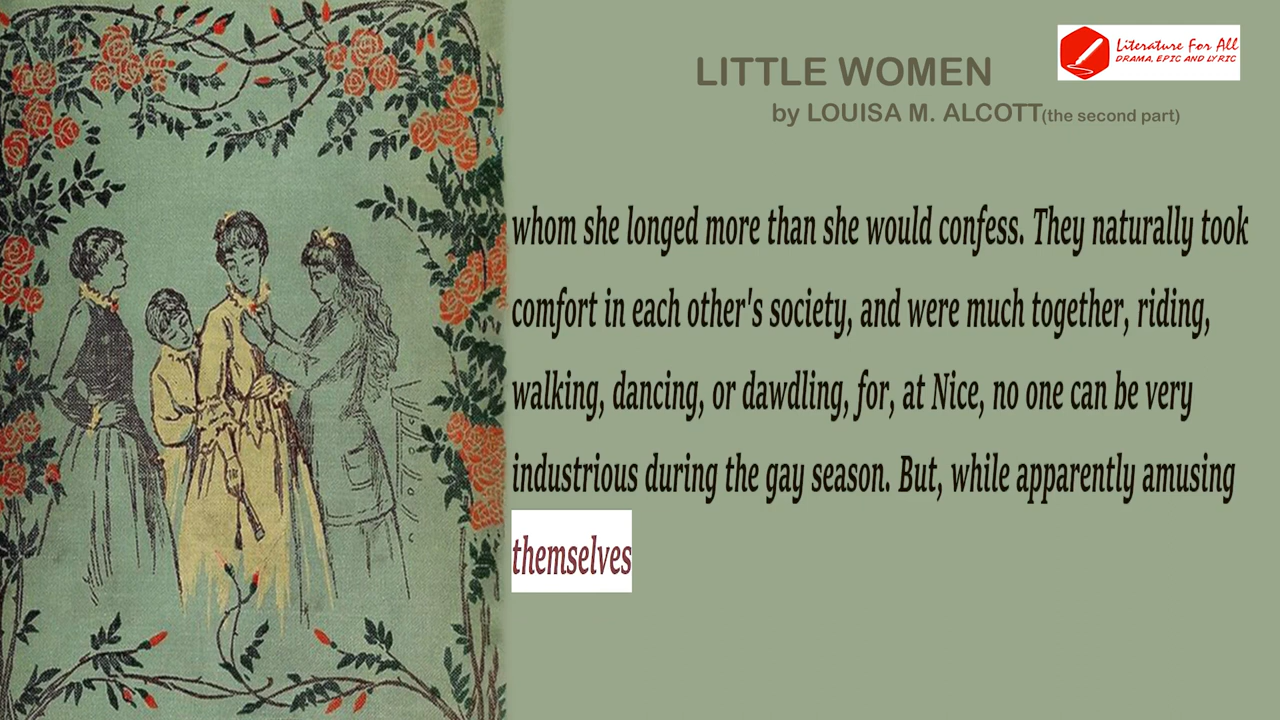 LITTLE WOMEN
by LOUISA M. ALCOTT(the second part)
Literature For All
DRAMA, EPIC AND LYRIC
whom she longed more than she would confess. They naturally took
comfort in each other's society, and were much together, riding,
walking, dancing, or dawdling, for, at Nice, no one can be very
industrious during the gay season. But, while apparently amusing
themselves